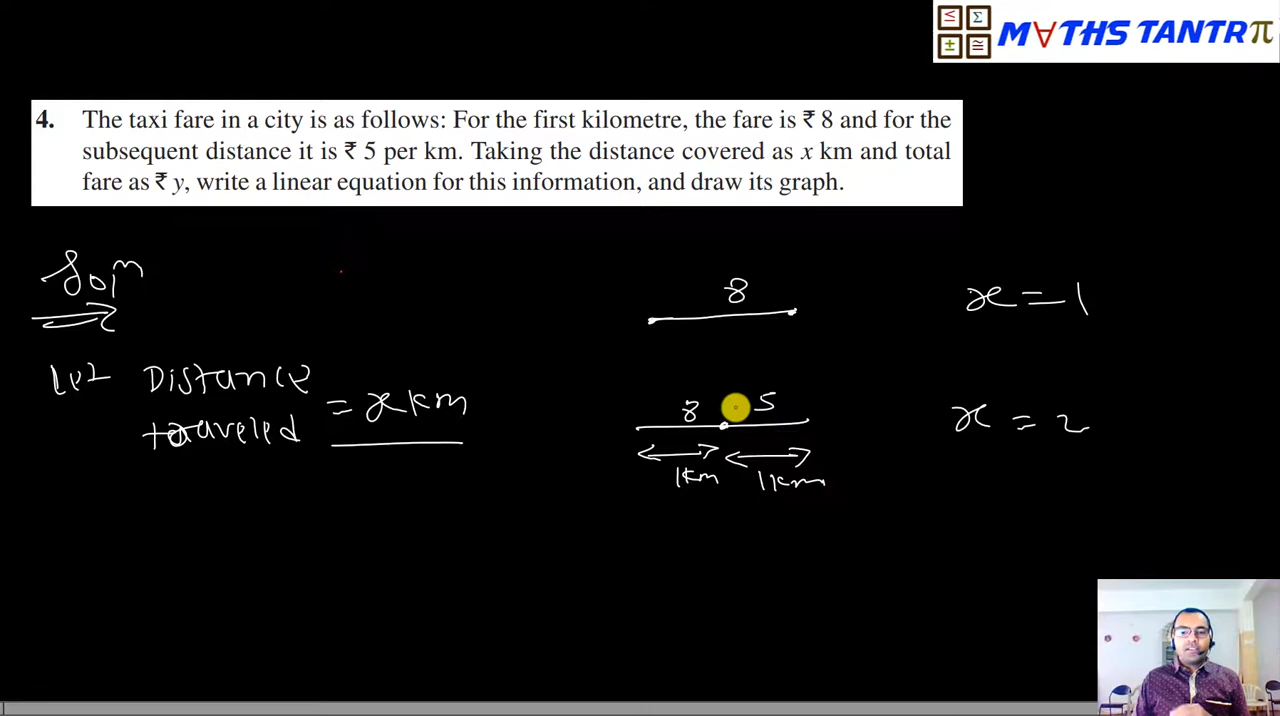 ≤ Σ
± ≅
M∀THS TANTRπ
4. The taxi fare in a city is as follows: For the first kilometre, the fare is ₹ 8 and for the
subsequent distance it is ₹ 5 per km. Taking the distance covered as x km and total
fare as ₹ y, write a linear equation for this information, and draw its graph.
Solⁿ
8
x = 1
Let Distance
traveled = x km
8 5
x = 2
1km 1km